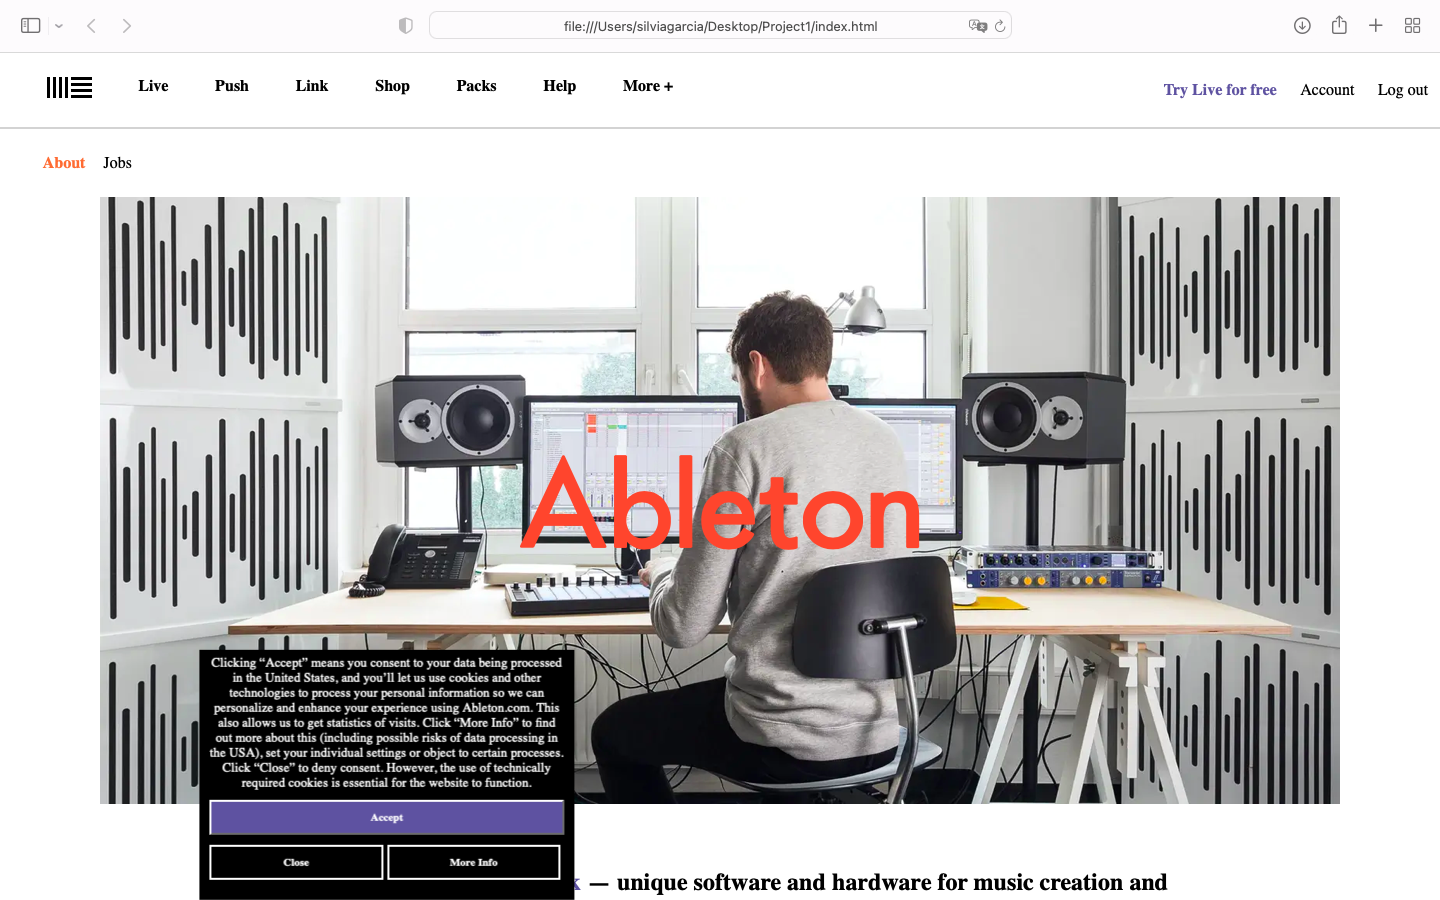 file:///Users/silviagarcia/Desktop/Project1/index.html
Live Push Link Shop Packs Help More +
Try Live for free Account Log out
About Jobs
Ableton
Clicking “Accept” means you consent to your data being processed
in the United States, and you’ll let us use cookies and other
technologies to process your personal information so we can
personalize and enhance your experience using Ableton.com. This
also allows us to get statistics of visits. Click “More Info” to find
out more about this (including possible risks of data processing in
the USA), set your individual settings or object to certain processes.
Click “Close” to deny consent. However, the use of technically
required cookies is essential for the website to function.
Accept
Close More Info
— unique software and hardware for music creation and